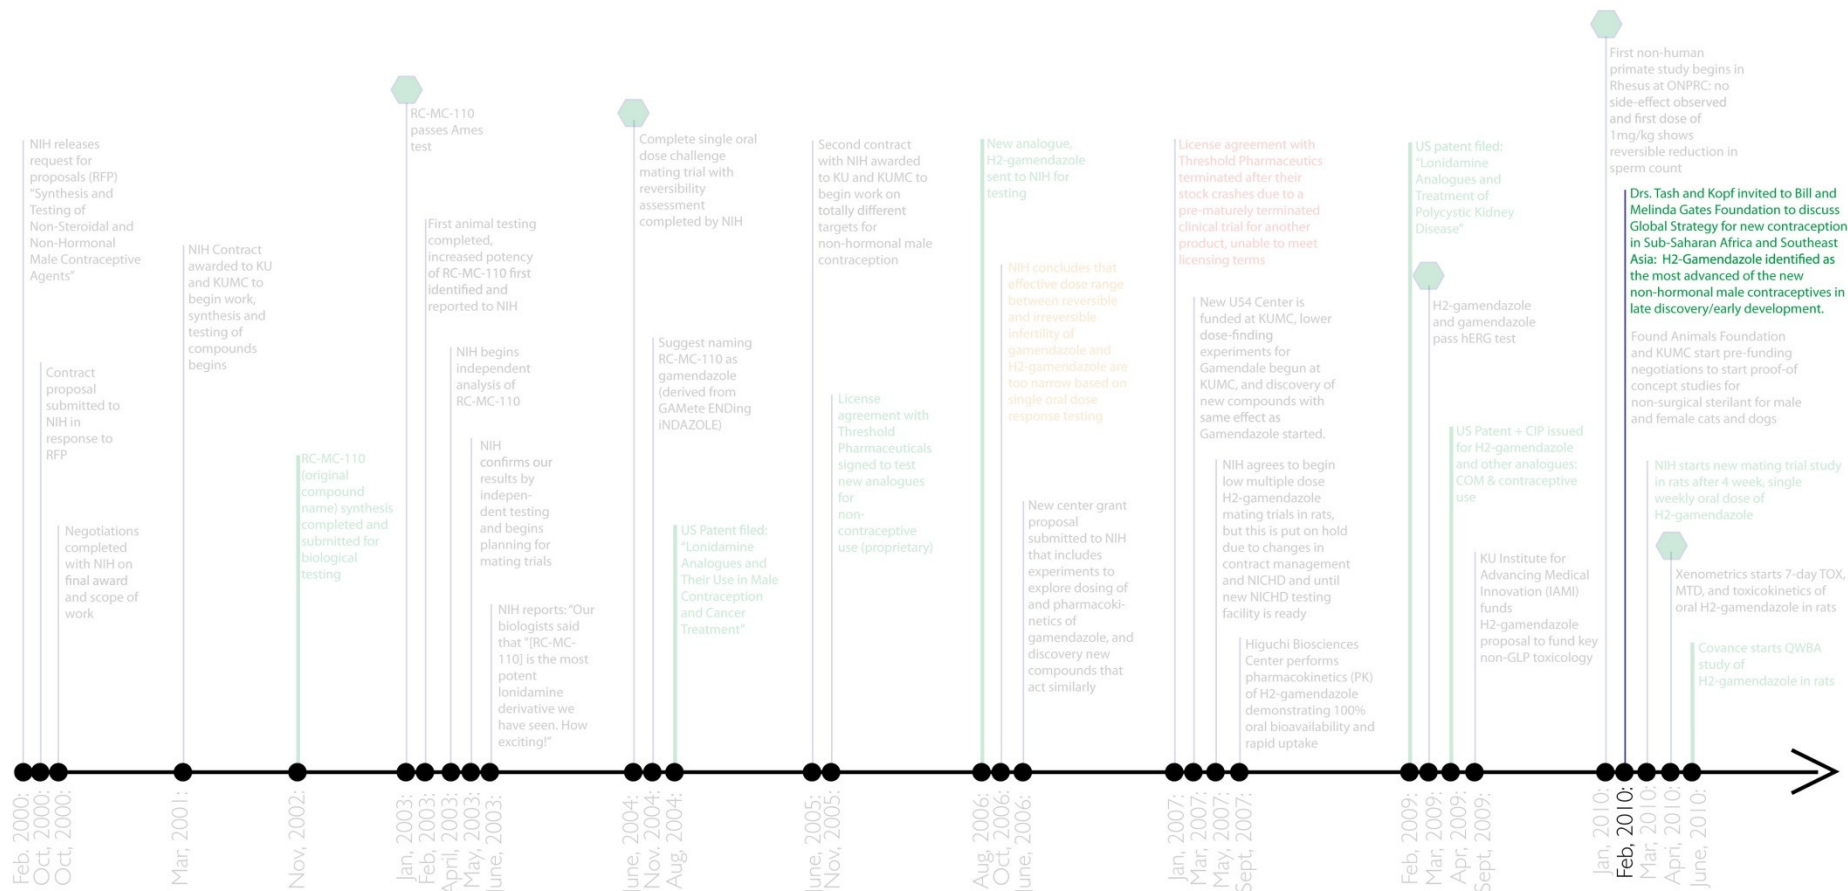 NIH releases
request for
proposals (RFP)
“Synthesis and
Testing of
Non-Steroidal and
Non-Hormonal
Male Contraceptive
Agents”
Contract
proposal
submitted to
NIH in
response to
RFP
Negotiations
completed
with NIH on
final award
and scope of
work
NIH Contract
awarded to KU
and KUMC to
begin work,
synthesis and
testing of
compounds
begins
RC-MC-110
(original
compound
name) synthesis
completed and
submitted for
biological
testing
RC-MC-110
passes Ames
test
First animal testing
completed,
increased potency
of RC-MC-110 first
identified and
reported to NIH
NIH begins
independent
analysis of
RC-MC-110
NIH
confirms our
results by
indepen-
dent testing
and begins
planning for
mating trials
NIH reports: “Our
biologists said
that “[RC-MC-
110] is the most
potent
lonidamine
derivative we
have seen. How
exciting!”
Complete single oral
dose challenge
mating trial with
reversibility
assessment
completed by NIH
Suggest naming
RC-MC-110 as
gamendazole
(derived from
GAMete ENDing
iNDAZOLE)
US Patent filed:
“Lonidamine
Analogues and
Their Use in Male
Contraception
and Cancer
Treatment”
Second contract
with NIH awarded
to KU and KUMC to
begin work on
totally different
targets for
non-hormonal male
contraception
License
agreement with
Threshold
Pharmaceuticals
signed to test
new analogues
for
non-
contraceptive
use (proprietary)
New analogue,
H2-gamendazole
sent to NIH for
testing
NIH concludes that
effective dose range
between reversible
and irreversible
infertility of
gamendazole and
H2-gamendazole are
too narrow based on
single oral dose
response testing
New center grant
proposal
submitted to NIH
that includes
experiments to
explore dosing of
and pharmacoki-
netics of
gamendazole, and
discovery new
compounds that
act similarly
License agreement with
Threshold Pharmaceutics
terminated after their
stock crashes due to a
pre-maturely terminated
clinical trial for another
product, unable to meet
licensing terms
New U54 Center is
funded at KUMC, lower
dose-finding
experiments for
Gamendale begun at
KUMC, and discovery of
new compounds with
same effect as
Gamendazole started.
NIH agrees to begin
low multiple dose
H2-gamendazole
mating trials in rats,
but this is put on hold
due to changes in
contract management
and NICHD and until
new NICHD testing
facility is ready
Higuchi Biosciences
Center performs
pharmacokinetics (PK)
of H2-gamendazole
demonstrating 100%
oral bioavailability and
rapid uptake
US patent filed:
“Lonidamine
Analogues and
Treatment of
Polycystic Kidney
Disease”
H2-gamendazole
and gamendazole
pass hERG test
US Patent + CIP issued
for H2-gamendazole
and other analogues:
COM & contraceptive
use
KU Institute for
Advancing Medical
Innovation (IAMI)
funds
H2-gamendazole
proposal to fund key
non-GLP toxicology
First non-human
primate study begins in
Rhesus at ONPRC: no
side-effect observed
and first dose of
1mg/kg shows
reversible reduction in
sperm count
Drs. Tash and Kopf invited to Bill and
Melinda Gates Foundation to discuss
Global Strategy for new contraception
in Sub-Saharan Africa and Southeast
Asia: H2-Gamendazole identified as
the most advanced of the new
non-hormonal male contraceptives in
late discovery/early development.
Found Animals Foundation
and KUMC start pre-funding
negotiations to start proof-of
concept studies for
non-surgical sterilant for male
and female cats and dogs
NIH starts new mating trial study
in rats after 4 week, single
weekly oral dose of
H2-gamendazole
Xenometrics starts 7-day TOX,
MTD, and toxicokinetics of
oral H2-gamendazole in rats
Covance starts QWBA
study of
H2-gamendazole in rats
Feb. 2000:
Oct, 2000:
Oct, 2000:
Mar, 2001:
Nov, 2002:
Jan, 2003:
Feb, 2003:
April, 2003:
May, 2003:
June, 2003:
June, 2004:
Nov. 2004:
Aug, 2004:
June, 2005:
Nov, 2005:
Aug, 2006:
Oct, 2006:
June, 2006:
Jan, 2007:
Mar, 2007:
May, 2007:
Sept, 2007:
Feb, 2009:
Mar, 2009:
Apr, 2009:
Sept, 2009:
Jan, 2010:
Feb, 2010:
Mar, 2010:
Apri, 2010:
June, 2010: